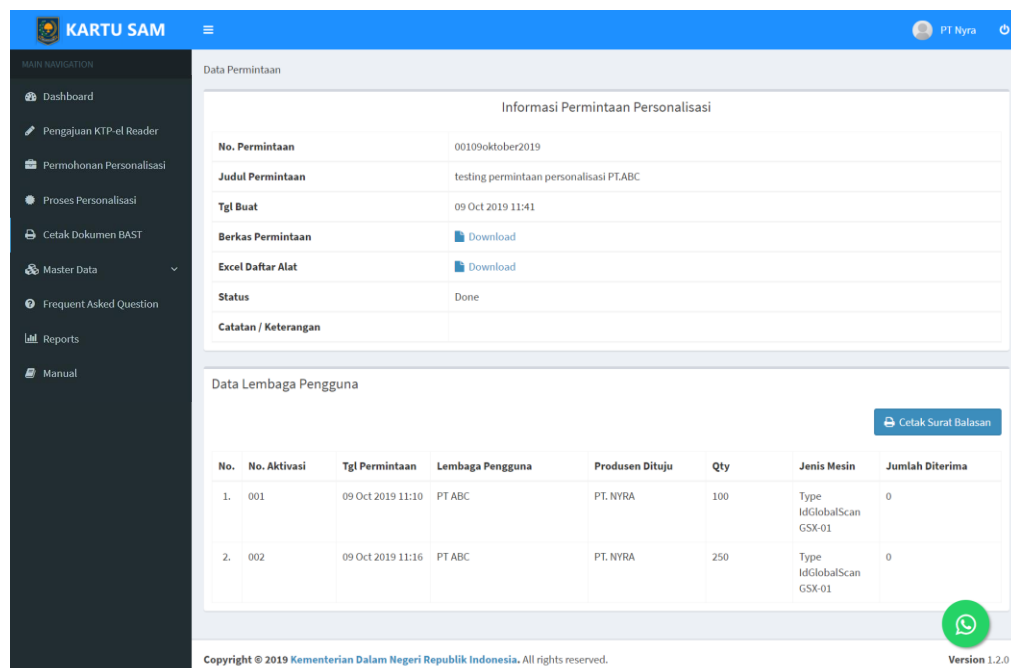 KARTU SAM
PT Nyra
MAIN NAVIGATION
Dashboard
Pengajuan KTP-el Reader
Permohonan Personalisasi
Proses Personalisasi
Cetak Dokumen BAST
Master Data
Frequent Asked Question
Reports
Manual
Data Permintaan
Informasi Permintaan Personalisasi
No. Permintaan 00109oktober2019
Judul Permintaan testing permintaan personalisasi PT.ABC
Tgl Buat 09 Oct 2019 11:41
Berkas Permintaan Download
Excel Daftar Alat Download
Status Done
Catatan / Keterangan
Data Lembaga Pengguna
Cetak Surat Balasan
No. No. Aktivasi Tgl Permintaan Lembaga Pengguna Produsen Dituju Qty Jenis Mesin Jumlah Diterima
1. 001 09 Oct 2019 11:10 PT ABC PT. NYRA 100 Type 0
IdGlobalScan
GSX-01
2. 002 09 Oct 2019 11:16 PT ABC PT. NYRA 250 Type 0
IdGlobalScan
GSX-01
Copyright © 2019 Kementerian Dalam Negeri Republik Indonesia. All rights reserved. Version 1.2.0